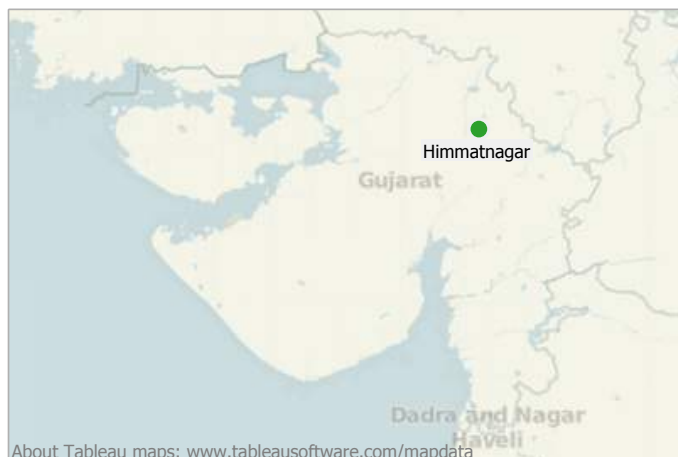 Himmatnagar
Gujarat
Dadra and Nagar
Haveli
About Tableau maps: www.tableausoftware.com/mapdata